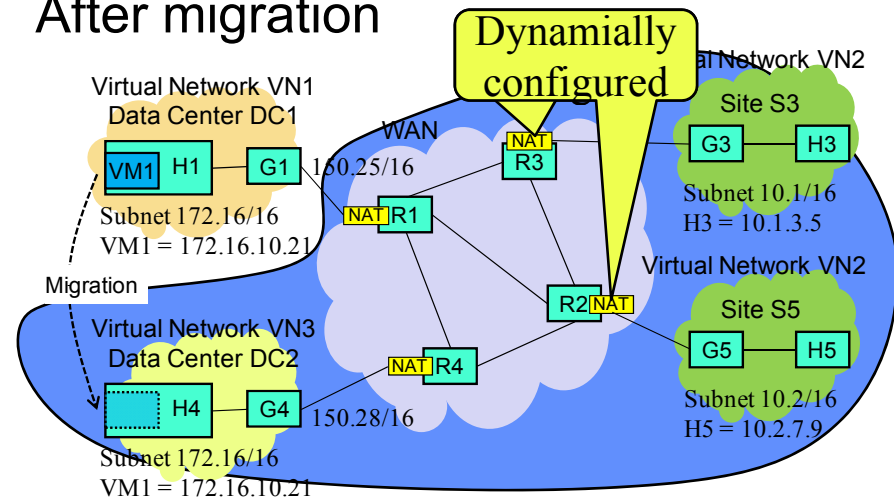 After migration
Dynamially
configured
Virtual Network VN1
Data Center DC1
VM1
H1
G1
150.25/16
Subnet 172.16/16
VM1 = 172.16.10.21
Migration
Virtual Network VN3
Data Center DC2
H4
G4
150.28/16
Subnet 172.16/16
VM1 = 172.16.10.21
WAN
NAT
R3
NAT
R1
R2
NAT
NAT
R4
Network VN2
Site S3
G3
H3
Subnet 10.1/16
H3 = 10.1.3.5
Virtual Network VN2
Site S5
G5
H5
Subnet 10.2/16
H5 = 10.2.7.9